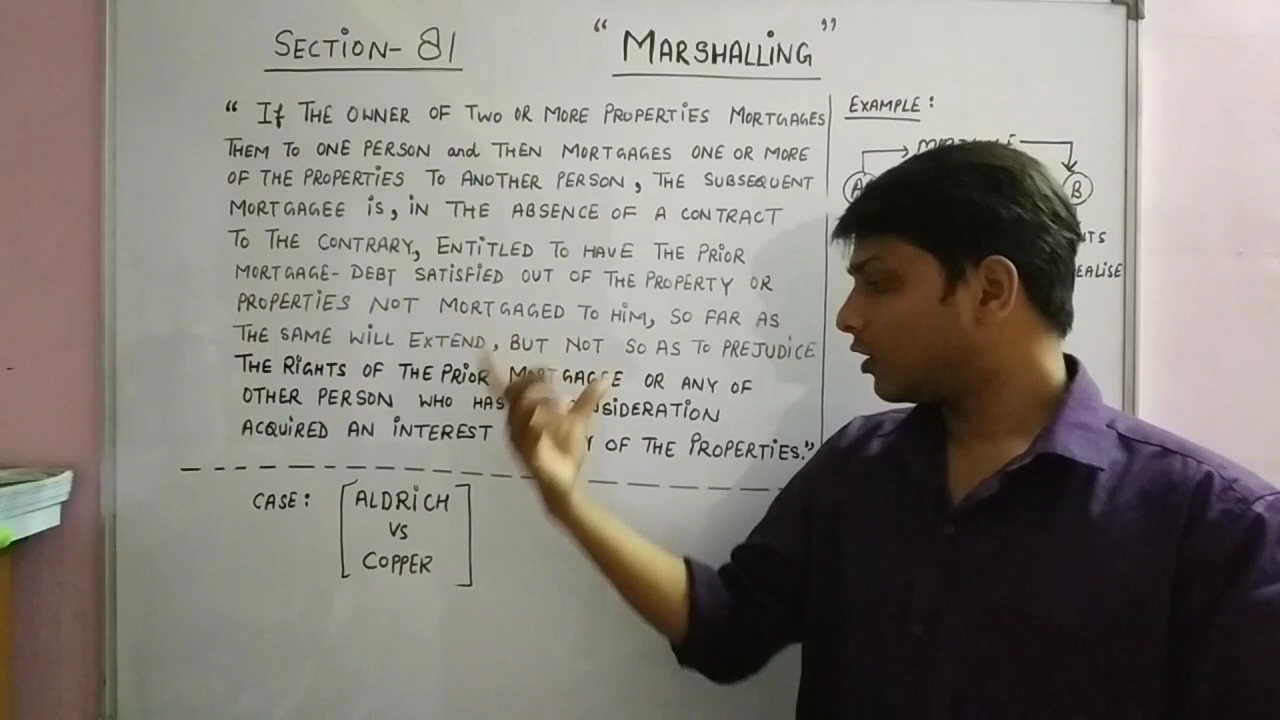 SECTION- 81
"MARSHALLING"
" If THE OWNER OF TWO OR MORE PROPERTIES MORTGAGES
THEM TO ONE PERSON and THEN MORTGAGES ONE OR MORE
OF THE PROPERTIES TO ANOTHER PERSON, THE SUBSEQUENT
MORTGAGEE IS, IN THE ABSENCE OF A CONTRACT
TO THE CONTRARY, ENTITLED TO HAVE THE PRIOR
MORTGAGE- DEBT SATISFIED OUT OF THE PROPERTY OR
PROPERTIES NOT MORTGAGED TO HIM, SO FAR AS
THE SAME WILL EXTEND, BUT NOT SO AS TO PREJUDICE
THE RIGHTS OF THE PRIOR MORTGAGEE OR ANY OF
OTHER PERSON WHO HAS
ACQUIRED AN INTEREST OF THE PROPERTIES."
CASE: [ALDRICH
VS
COPPER]
EXAMPLE:
A B